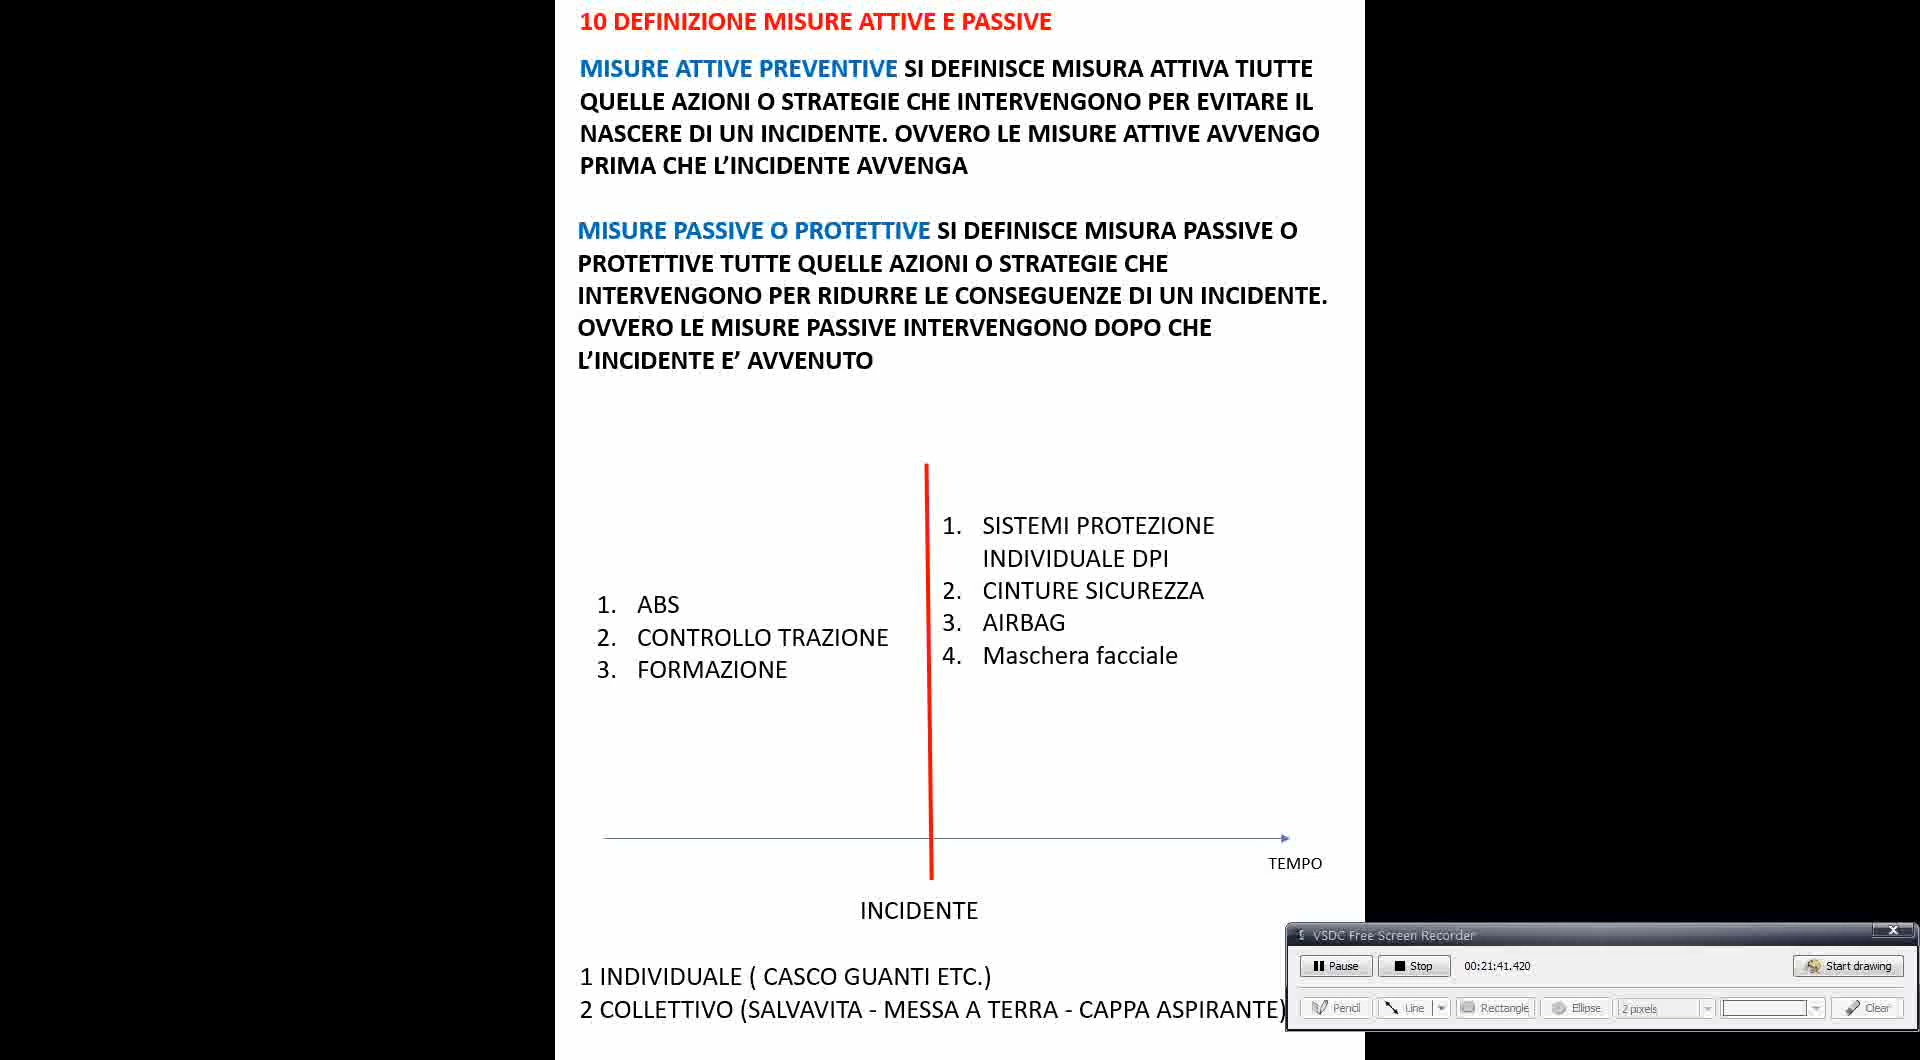 10 DEFINIZIONE MISURE ATTIVE E PASSIVE
MISURE ATTIVE PREVENTIVE SI DEFINISCE MISURA ATTIVA TIUTTE
QUELLE AZIONI O STRATEGIE CHE INTERVENGONO PER EVITARE IL
NASCERE DI UN INCIDENTE. OVVERO LE MISURE ATTIVE AVVENGO
PRIMA CHE L'INCIDENTE AVVENGA
MISURE PASSIVE O PROTETTIVE SI DEFINISCE MISURA PASSIVE O
PROTETTIVE TUTTE QUELLE AZIONI O STRATEGIE CHE
INTERVENGONO PER RIDURRE LE CONSEGUENZE DI UN INCIDENTE.
OVVERO LE MISURE PASSIVE INTERVENGONO DOPO CHE
L'INCIDENTE E' AVVENUTO
1. ABS
2. CONTROLLO TRAZIONE
3. FORMAZIONE
1. SISTEMI PROTEZIONE
INDIVIDUALE DPI
2. CINTURE SICUREZZA
3. AIRBAG
4. Maschera facciale
TEMPO
INCIDENTE
1 INDIVIDUALE ( CASCO GUANTI ETC.)
2 COLLETTIVO (SALVAVITA - MESSA A TERRA - CAPPA ASPIRANTE)
VSDC Free Screen Recorder
Pause Stop 00:21:41.420 Start drawing
Pencil Line Rectangle Ellipse 2 pixels Clear